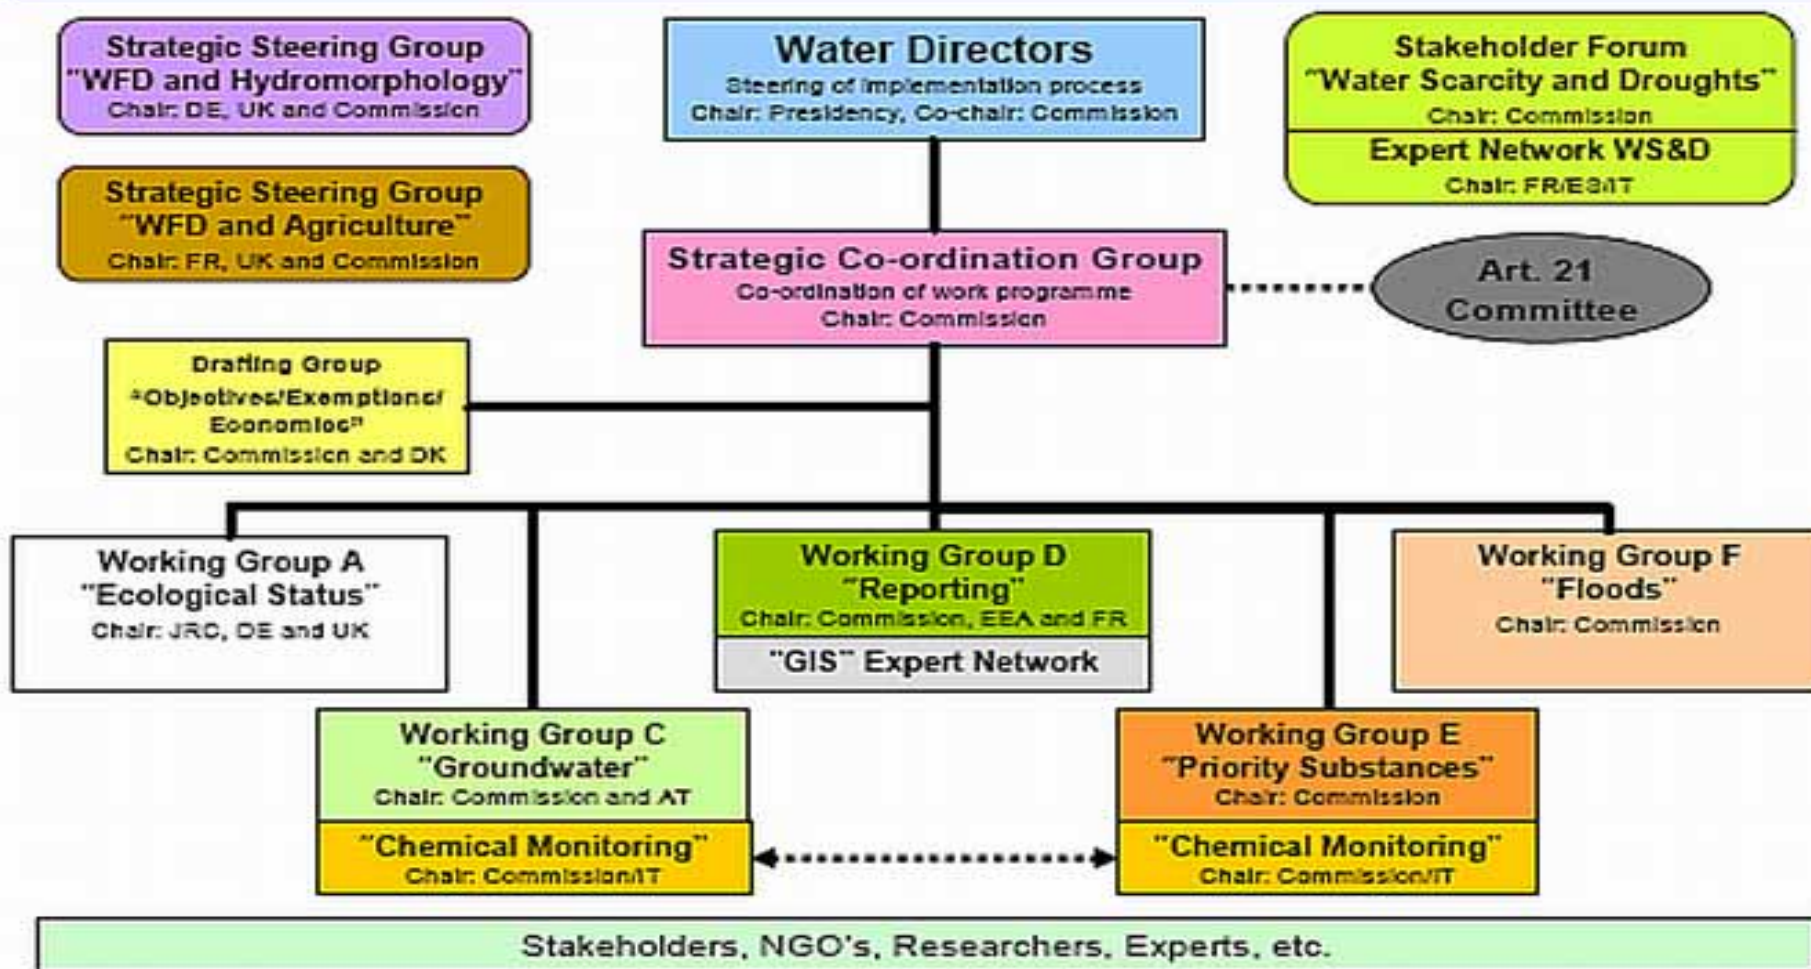 Strategic Steering Group
"WFD and Hydromorphology"
Chair: DE, UK and Commission
Water Directors
Steering of implementation process
Chair: Presidency, Co-chair: Commission
Stakeholder Forum
"Water Scarcity and Droughts"
Chair: Commission
Expert Network WS&D
Chair: FR/ES/IT
Strategic Steering Group
"WFD and Agriculture"
Chair: FR, UK and Commission
Strategic Co-ordination Group
Co-ordination of work programme
Chair: Commission
Art. 21
Committee
Drafting Group
"Objectives/Exemptions/
Economics"
Chair: Commission and DK
Working Group A
"Ecological Status"
Chair: JRC, DE and UK
Working Group D
"Reporting"
Chair: Commission, EEA and FR
"GIS" Expert Network
Working Group F
"Floods"
Chair: Commission
Working Group C
"Groundwater"
Chair: Commission and AT
"Chemical Monitoring"
Chair: Commission/IT
Working Group E
"Priority Substances"
Chair: Commission
"Chemical Monitoring"
Chair: Commission/IT
Stakeholders, NGO's, Researchers, Experts, etc.